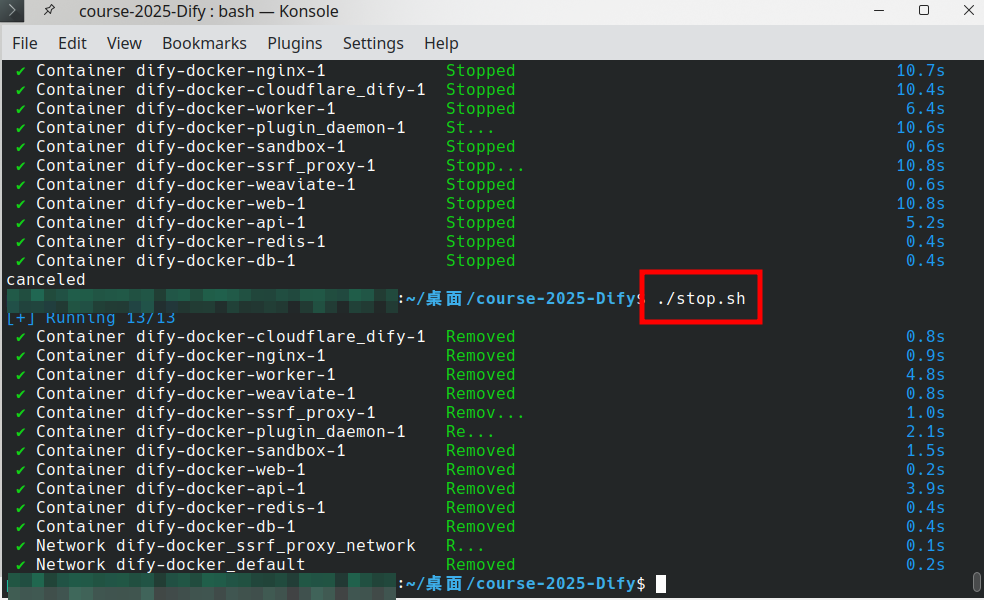 course-2025-Dify : bash — Konsole
File Edit View Bookmarks Plugins Settings Help
✔ Container dify-docker-nginx-1 Stopped 10.7s
✔ Container dify-docker-cloudflare_dify-1 Stopped 10.4s
✔ Container dify-docker-worker-1 Stopped 6.4s
✔ Container dify-docker-plugin_daemon-1 St... 10.6s
✔ Container dify-docker-sandbox-1 Stopped 0.6s
✔ Container dify-docker-ssrf_proxy-1 Stopp... 10.8s
✔ Container dify-docker-weaviate-1 Stopped 0.6s
✔ Container dify-docker-web-1 Stopped 10.8s
✔ Container dify-docker-api-1 Stopped 5.2s
✔ Container dify-docker-redis-1 Stopped 0.4s
✔ Container dify-docker-db-1 Stopped 0.4s
canceled
:~/桌面/course-2025-Dify$ ./stop.sh
[+] Running 13/13
✔ Container dify-docker-cloudflare_dify-1 Removed 0.8s
✔ Container dify-docker-nginx-1 Removed 0.9s
✔ Container dify-docker-worker-1 Removed 4.8s
✔ Container dify-docker-weaviate-1 Removed 0.8s
✔ Container dify-docker-ssrf_proxy-1 Remov... 1.0s
✔ Container dify-docker-plugin_daemon-1 Re... 2.1s
✔ Container dify-docker-sandbox-1 Removed 1.5s
✔ Container dify-docker-web-1 Removed 0.2s
✔ Container dify-docker-api-1 Removed 3.9s
✔ Container dify-docker-redis-1 Removed 0.4s
✔ Container dify-docker-db-1 Removed 0.4s
✔ Network dify-docker_ssrf_proxy_network R... 0.1s
✔ Network dify-docker_default Removed 0.2s
:~/桌面/course-2025-Dify$